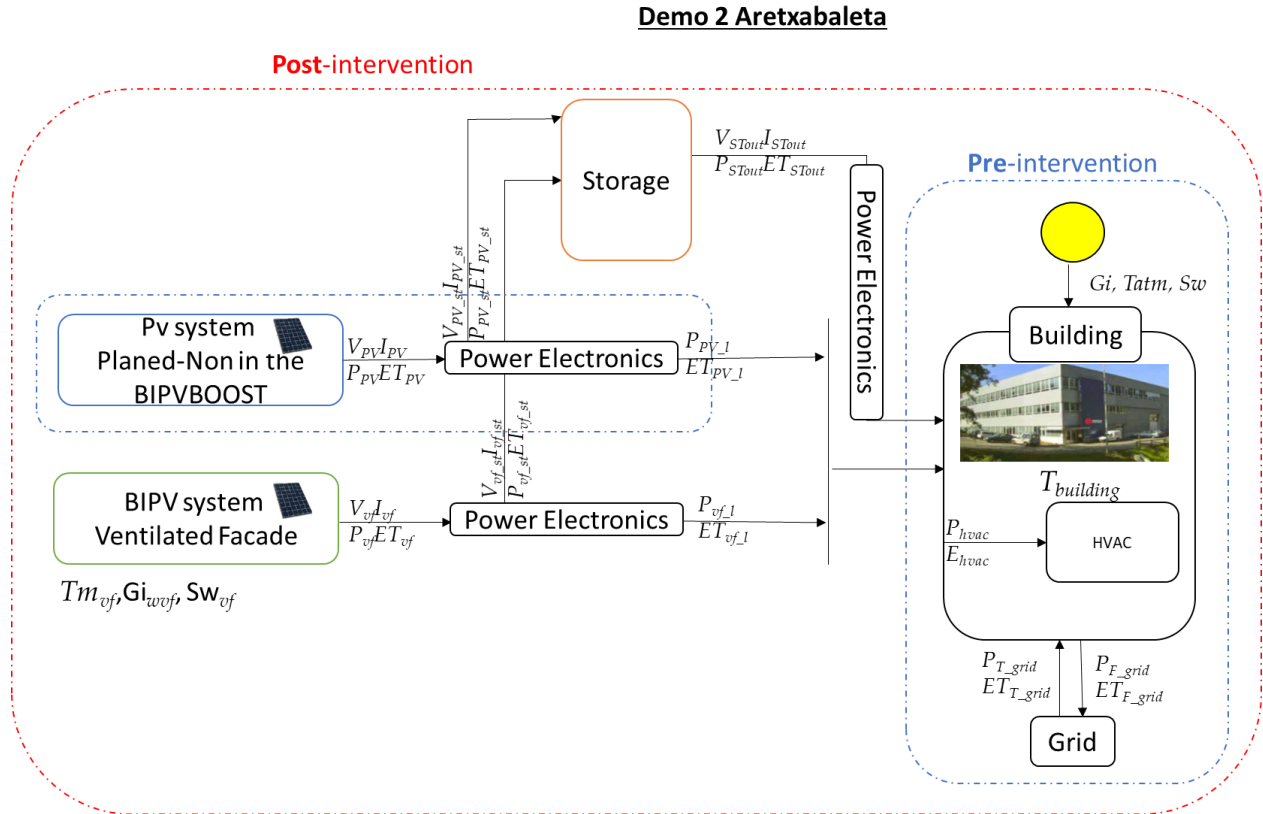 Demo 2 Aretxabaleta
Post-intervention
Storage
V_STout I_STout
P_STout ET_STout
Pre-intervention
Power Electronics
Gi, Tatm, Sw
Building
V_PV_st I_PV_st
P_PV_st ET_PV_st
Pv system
Planed-Non in the
BIPVBOOST
V_PV I_PV
P_PV ET_PV
Power Electronics
P_PV_l
ET_PV_l
V_vf_st I_vf_st
P_vf_st ET_vf_st
BIPV system
Ventilated Facade
V_vf I_vf
P_vf ET_vf
Power Electronics
P_vf_l
ET_vf_l
Tm_vf, Gi_wvf, Sw_vf
T_building
P_hvac
E_hvac
HVAC
P_T_grid
ET_T_grid
P_F_grid
ET_F_grid
Grid